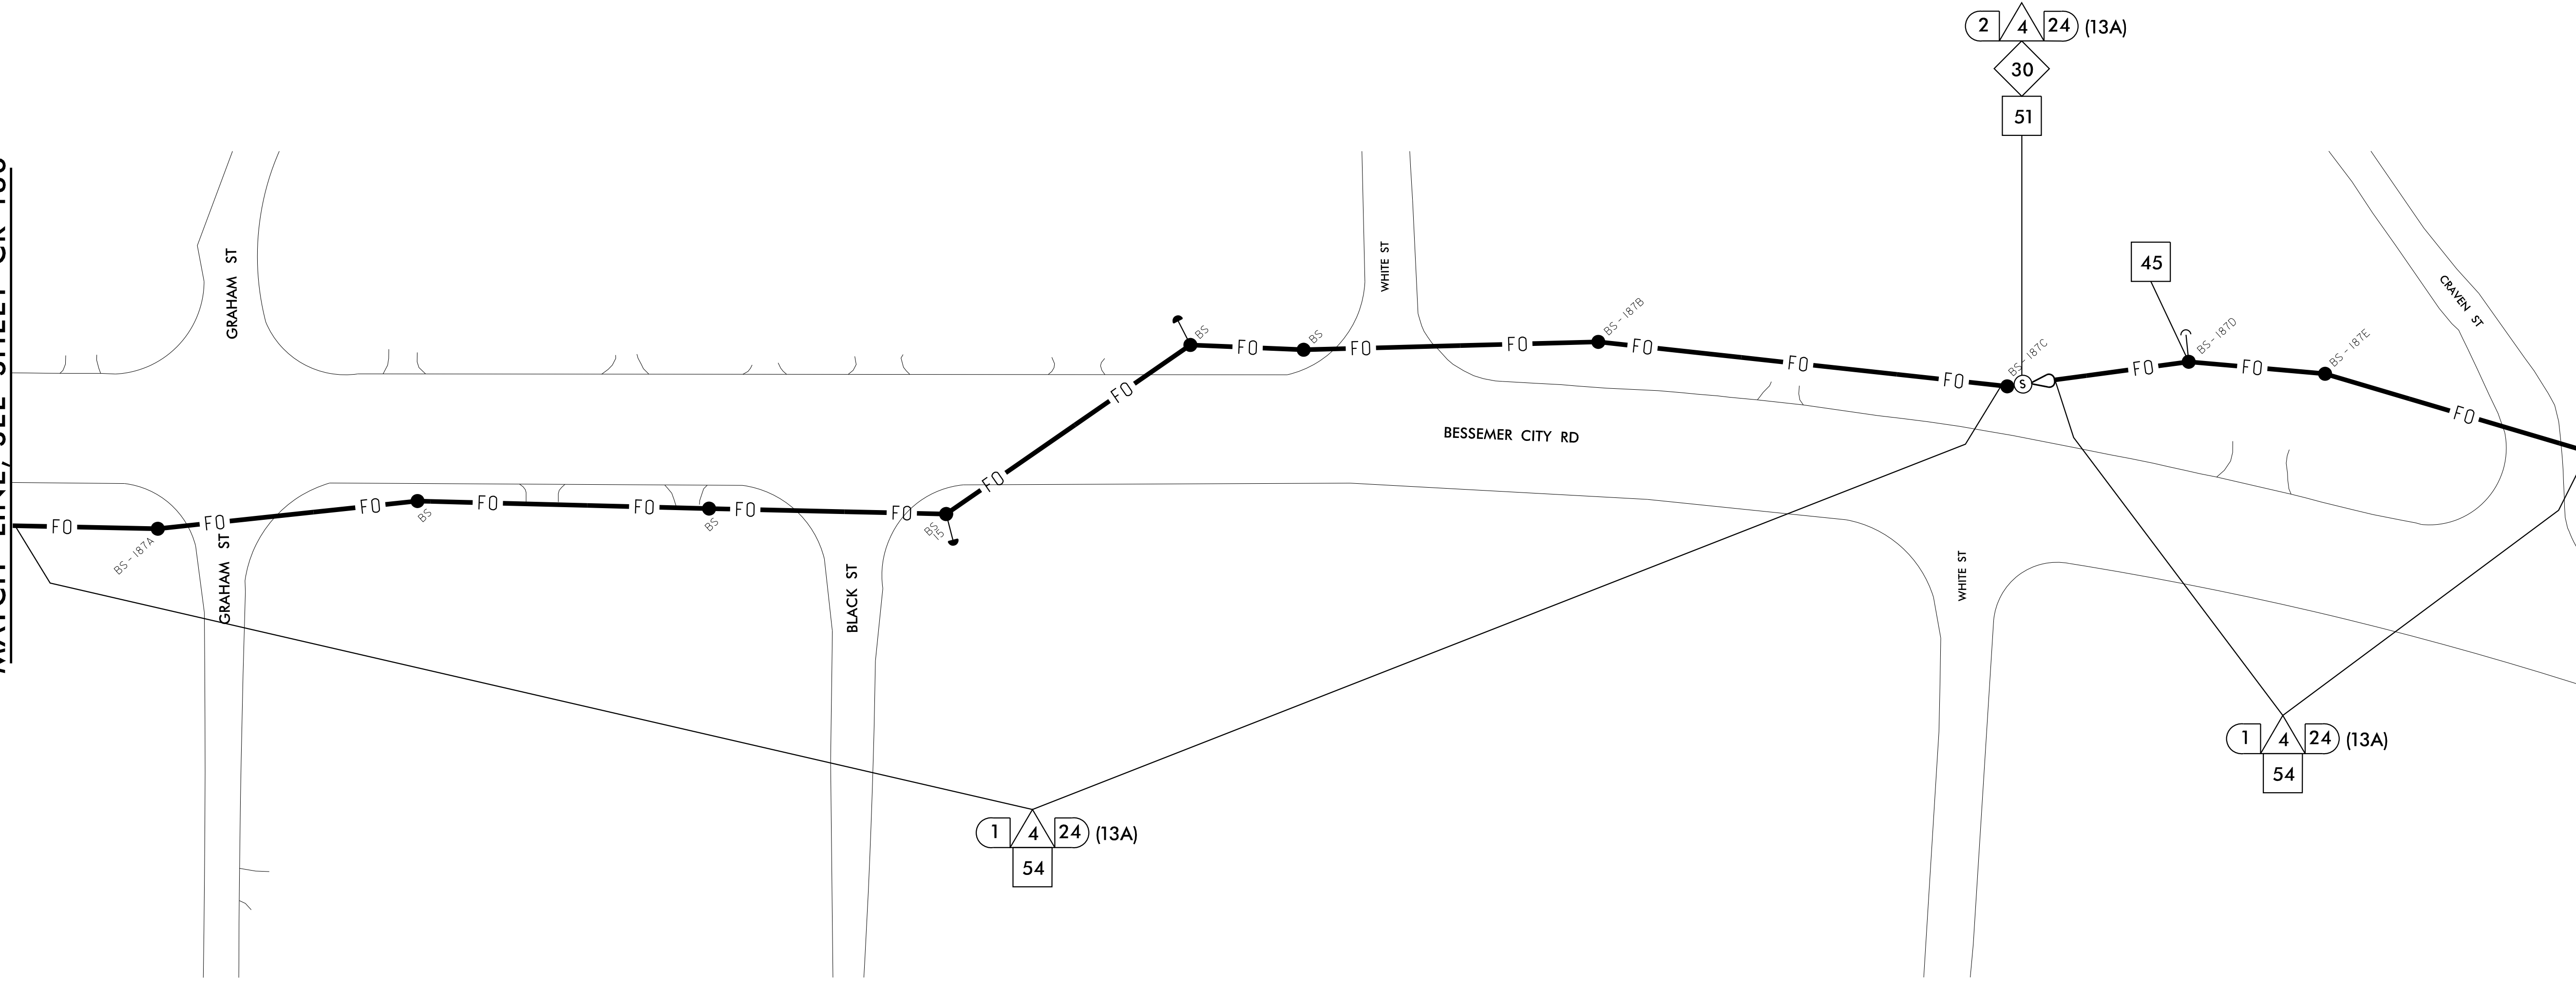 2 4 24 (13A)
30
51
GRAHAM ST
WHITE ST
45
CRAVEN ST
BS
BS
BS-187B
BS-187C
BS-187D
BS-187E
FO FO FO FO FO FO FO FO FO
FO
FO
BESSEMER CITY RD
FO FO FO FO FO FO FO
BS-187A
BS
BS
BS
15
GRAHAM ST
BLACK ST
WHITE ST
1 4 24 (13A)
54
1 4 24 (13A)
54